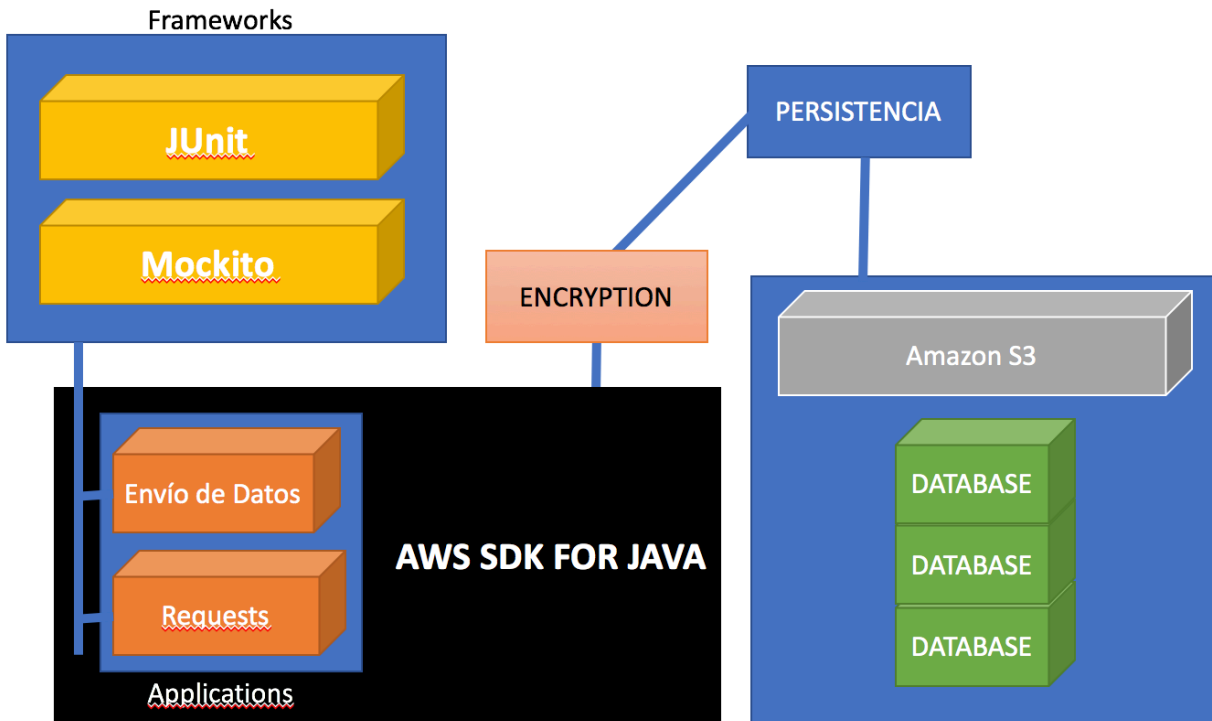 Frameworks
JUnit
Mockito
PERSISTENCIA
ENCRYPTION
Amazon S3
Envío de Datos
Requests
Applications
AWS SDK FOR JAVA
DATABASE
DATABASE
DATABASE